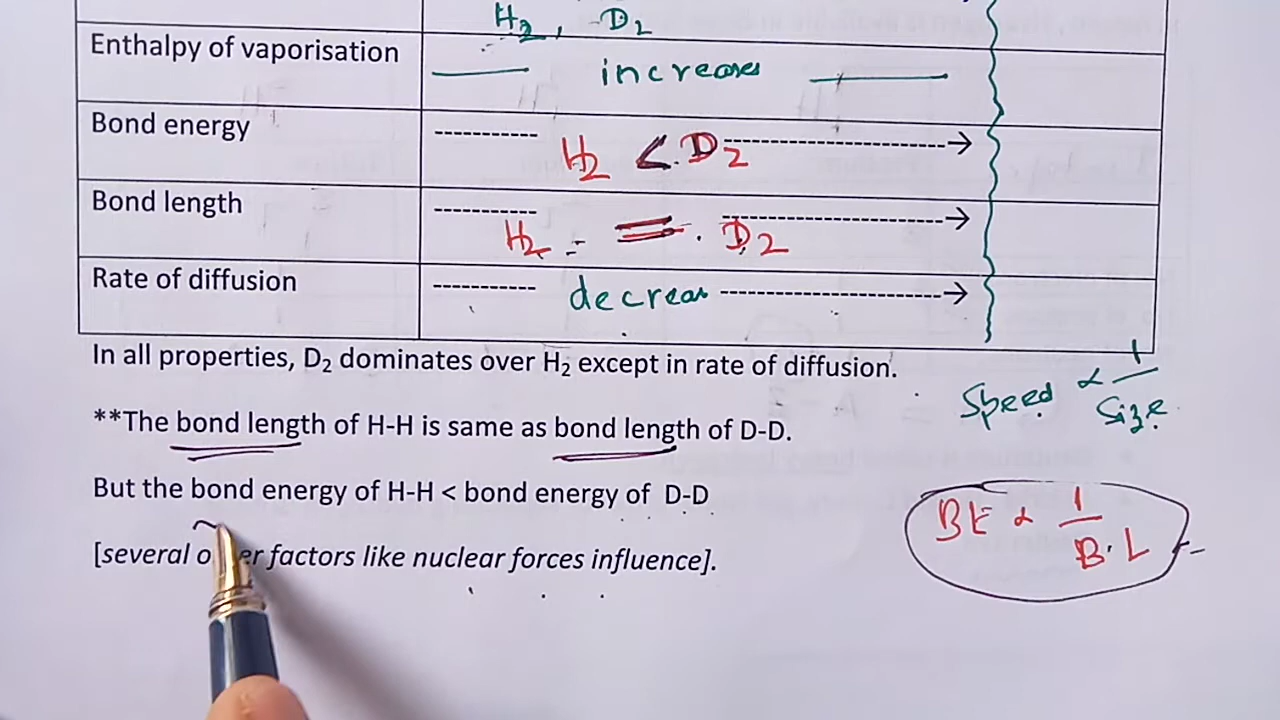 H2, D2
Enthalpy of vaporisation
increases
Bond energy ----------- H2 < D2 -----------------------→
Bond length ----------- H2 = D2 -----------------------→
Rate of diffusion ----------- decreas -----------------------→
In all properties, D2 dominates over H2 except in rate of diffusion.
Speed ∝ 1/Size
**The bond length of H-H is same as bond length of D-D.
But the bond energy of H-H < bond energy of D-D
BE ∝ 1/B.L
[several other factors like nuclear forces influence].